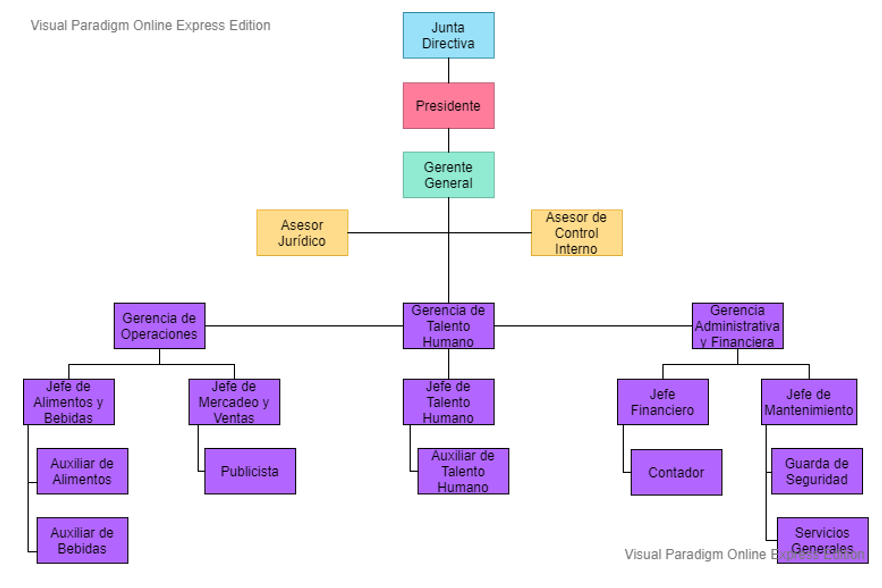 Visual Paradigm Online Express Edition
Junta
Directiva
Presidente
Gerente
General
Asesor
Jurídico
Asesor de
Control
Interno
Gerencia de
Operaciones
Gerencia de
Talento
Humano
Gerencia
Administrativa
y Financiera
Jefe de
Alimentos y
Bebidas
Jefe de
Mercadeo y
Ventas
Jefe de
Talento
Humano
Jefe
Financiero
Jefe de
Mantenimiento
Auxiliar de
Alimentos
Publicista
Auxiliar de
Talento
Humano
Contador
Guarda de
Seguridad
Auxiliar de
Bebidas
Servicios
Generales
Visual Paradigm Online Express Edition